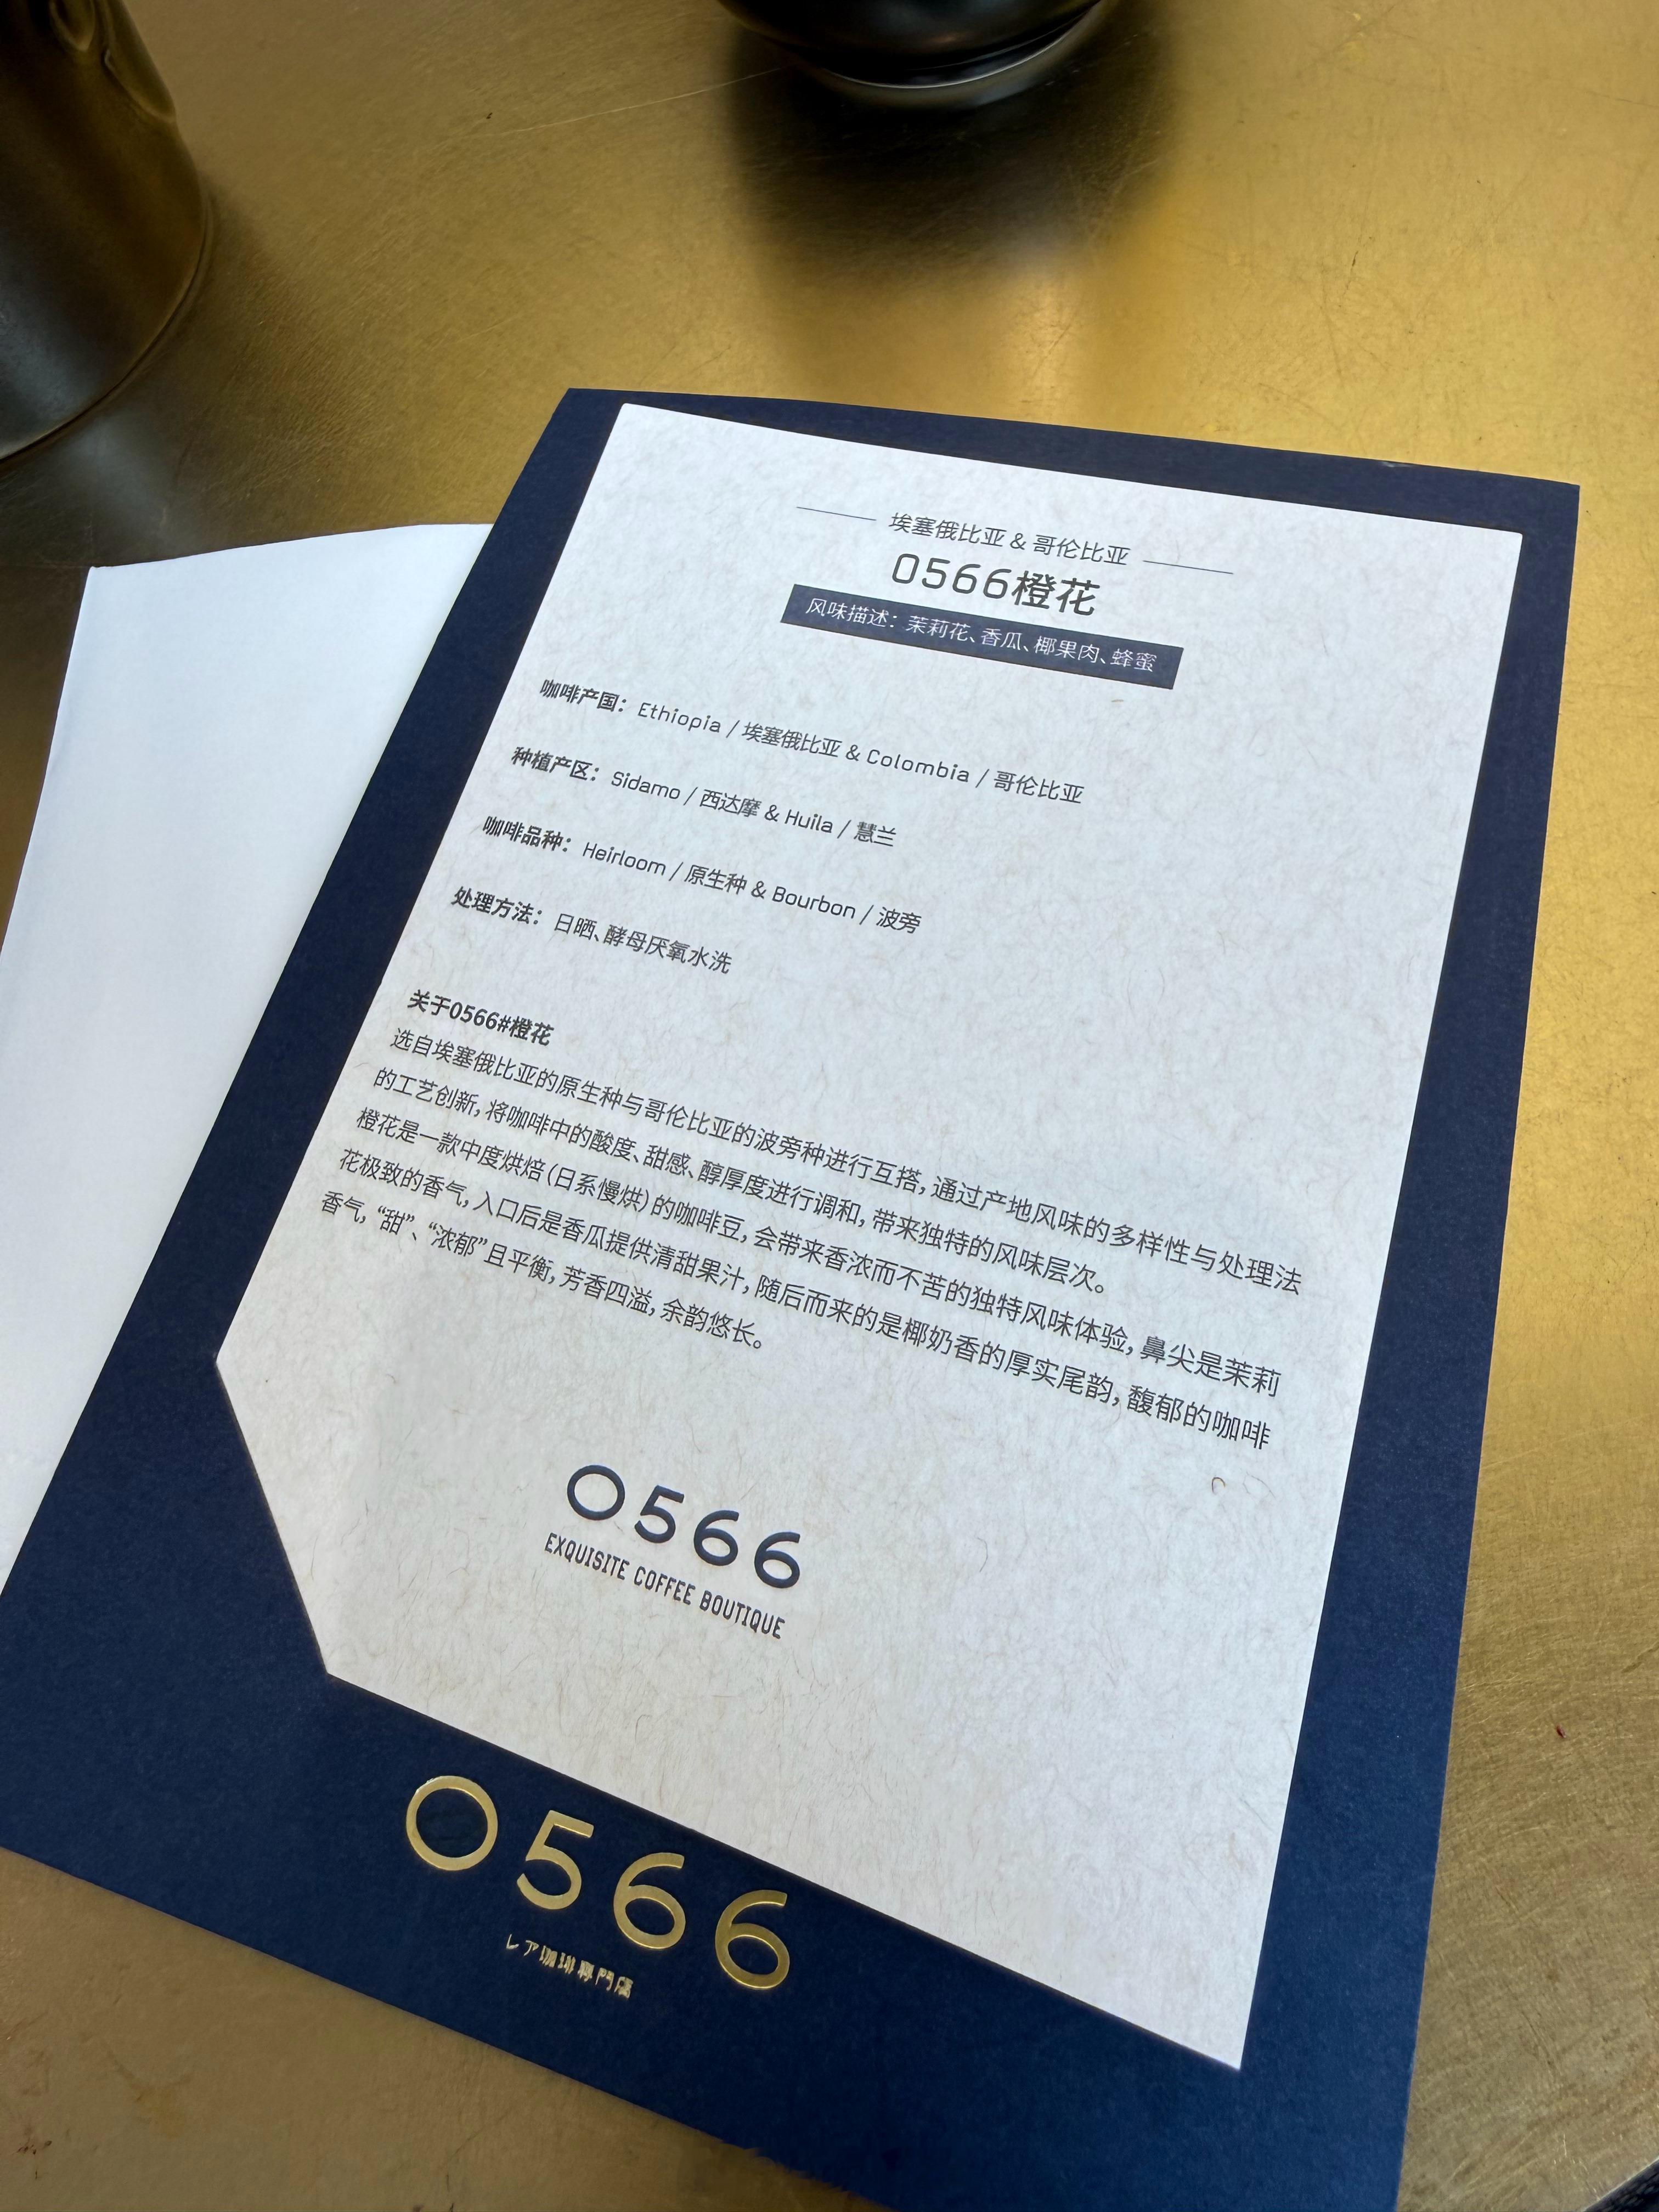 埃塞俄比亚 & 哥伦比亚
0566橙花
风味描述：茉莉花、香瓜、椰果肉、蜂蜜
咖啡产国：Ethiopia / 埃塞俄比亚 & Colombia / 哥伦比亚
种植产区：Sidamo / 西达摩 & Huila / 慧兰
咖啡品种：Heirloom / 原生种 & Bourbon / 波旁
处理方法：日晒、酵母厌氧水洗
关于0566#橙花
选自埃塞俄比亚的原生种与哥伦比亚的波旁种进行互搭，通过产地风味的多样性与处理法
的工艺创新，将咖啡中的酸度、甜感、醇厚度进行调和，带来独特的风味层次。
橙花是一款中度烘焙（日系慢烘）的咖啡豆，会带来香浓而不苦的独特风味体验，鼻尖是茉莉
花极致的香气，入口后是香瓜提供清甜果汁，随后而来的是椰奶香的厚实尾韵，馥郁的咖啡
香气，“甜”、“浓郁”且平衡，芳香四溢，余韵悠长。
0566
EXQUISITE COFFEE BOUTIQUE
0566
レア珈琲専門店